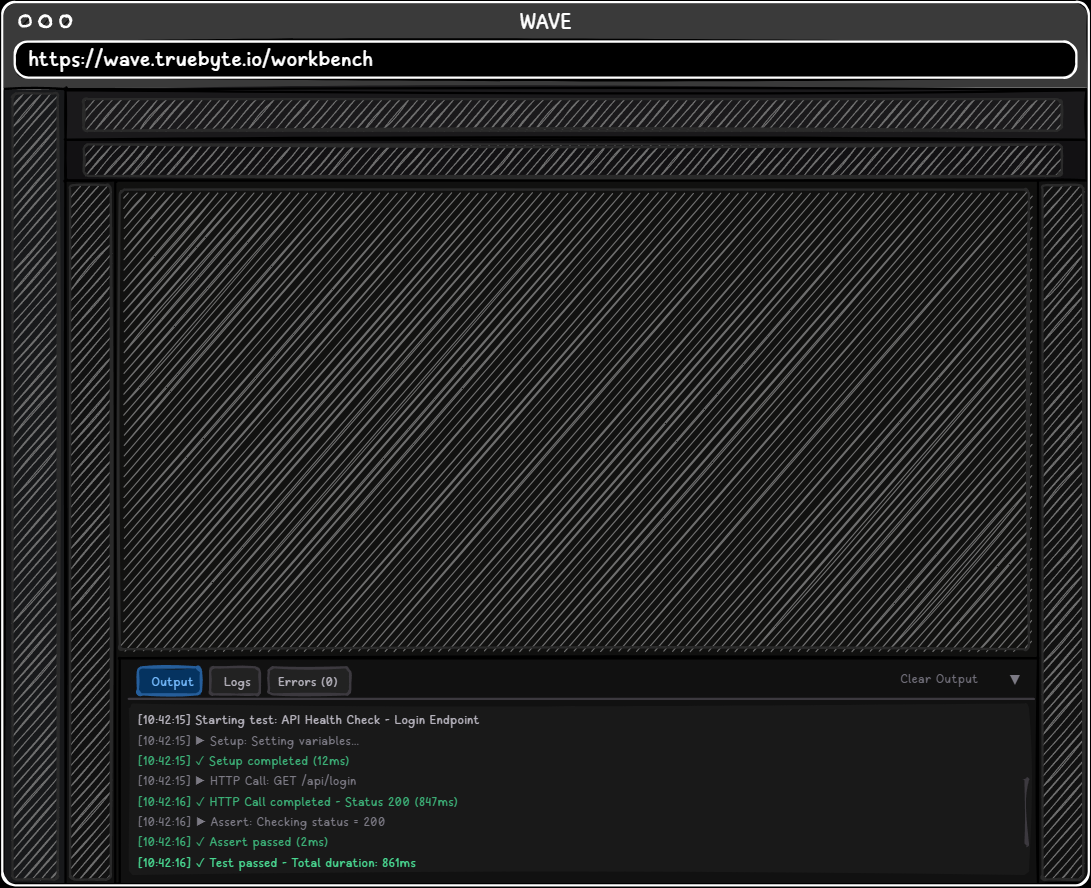 WAVE
https://wave.truebyte.io/workbench
Output Logs Errors (0) Clear Output ▼
[10:42:15] Starting test: API Health Check - Login Endpoint
[10:42:15] ▶ Setup: Setting variables...
[10:42:15] ✓ Setup completed (12ms)
[10:42:15] ▶ HTTP Call: GET /api/login
[10:42:16] ✓ HTTP Call completed - Status 200 (847ms)
[10:42:16] ▶ Assert: Checking status = 200
[10:42:16] ✓ Assert passed (2ms)
[10:42:16] ✓ Test passed - Total duration: 861ms